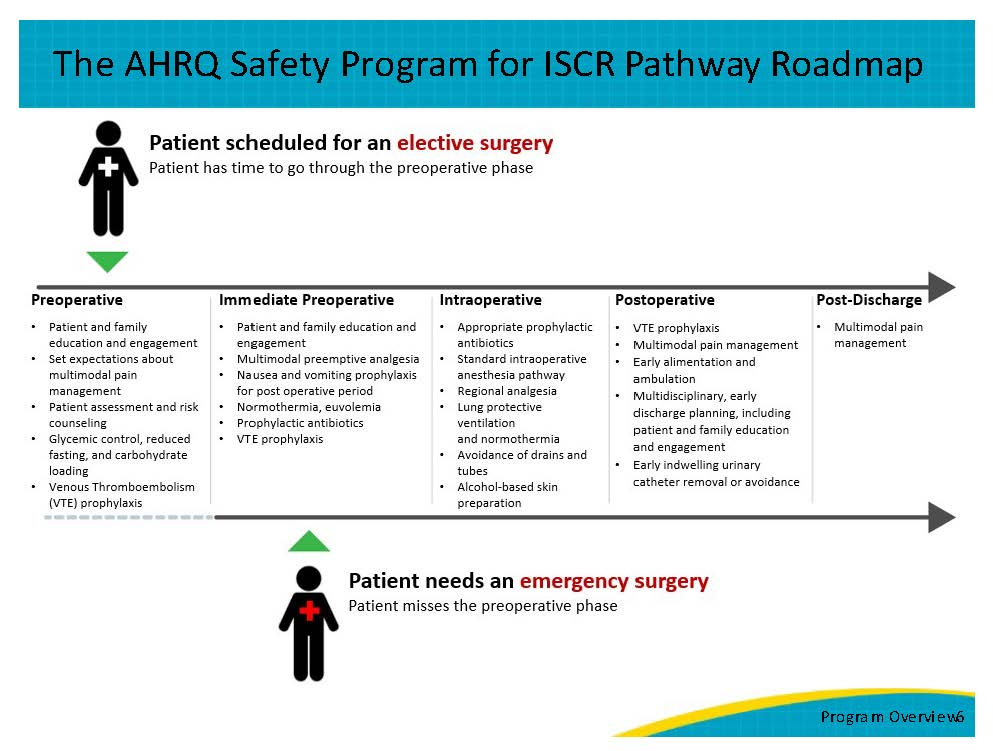 The AHRQ Safety Program for ISCR Pathway Roadmap
Patient scheduled for an elective surgery
Patient has time to go through the preoperative phase
Preoperative
• Patient and family
education and engagement
• Set expectations about
multimodal pain
management
• Patient assessment and risk
counseling
• Glycemic control, reduced
fasting, and carbohydrate
loading
• Venous Thromboembolism
(VTE) prophylaxis
Immediate Preoperative
• Patient and family education and
engagement
• Multimodal preemptive analgesia
• Nausea and vomiting prophylaxis
for post operative period
• Normothermia, euvolemia
• Prophylactic antibiotics
• VTE prophylaxis
Intraoperative
• Appropriate prophylactic
antibiotics
• Standard intraoperative
anesthesia pathway
• Regional analgesia
• Lung protective
ventilation
and normothermia
• Avoidance of drains and
tubes
• Alcohol-based skin
preparation
Postoperative
• VTE prophylaxis
• Multimodal pain management
• Early alimentation and
ambulation
• Multidisciplinary, early
discharge planning, including
patient and family education
and engagement
• Early indwelling urinary
catheter removal or avoidance
Post-Discharge
• Multimodal pain
management
Patient needs an emergency surgery
Patient misses the preoperative phase
Program Overview 6